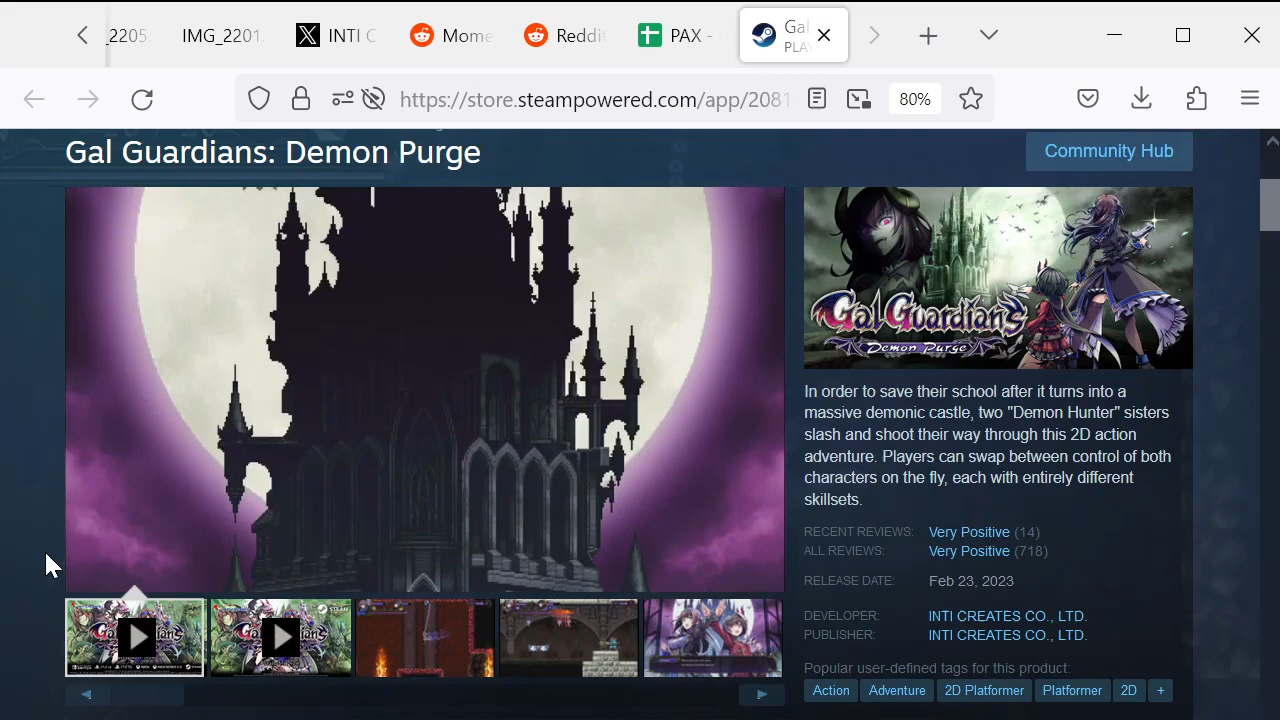 _2205
IMG_2201.
INTI C
Mome
Reddit
PAX -
Gal
PLA
https://store.steampowered.com/app/2081
80%
Gal Guardians: Demon Purge
Community Hub
Gal Guardians
Demon Purge
In order to save their school after it turns into a
massive demonic castle, two "Demon Hunter" sisters
slash and shoot their way through this 2D action
adventure. Players can swap between control of both
characters on the fly, each with entirely different
skillsets.
RECENT REVIEWS: Very Positive (14)
ALL REVIEWS: Very Positive (718)
RELEASE DATE: Feb 23, 2023
DEVELOPER: INTI CREATES CO., LTD.
PUBLISHER: INTI CREATES CO., LTD.
Popular user-defined tags for this product:
Action Adventure 2D Platformer Platformer 2D +